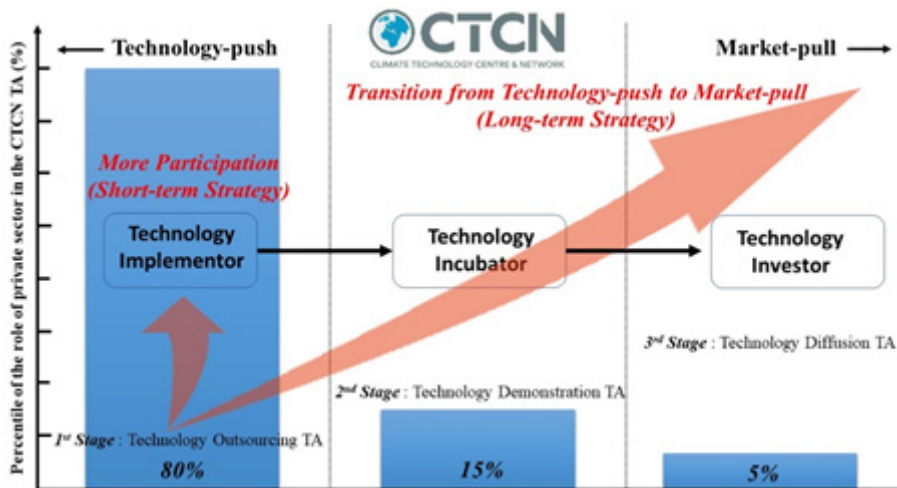 Percentile of the role of private sector in the CTCN TA (%)
Technology-push
CTCN
CLIMATE TECHNOLOGY CENTRE & NETWORK
Market-pull
Transition from Technology-push to Market-pull
(Long-term Strategy)
More Participation
(Short-term Strategy)
Technology
Implementor
Technology
Incubator
Technology
Investor
3rd Stage : Technology Diffusion TA
2nd Stage : Technology Demonstration TA
1st Stage : Technology Outsourcing TA
80%
15%
5%